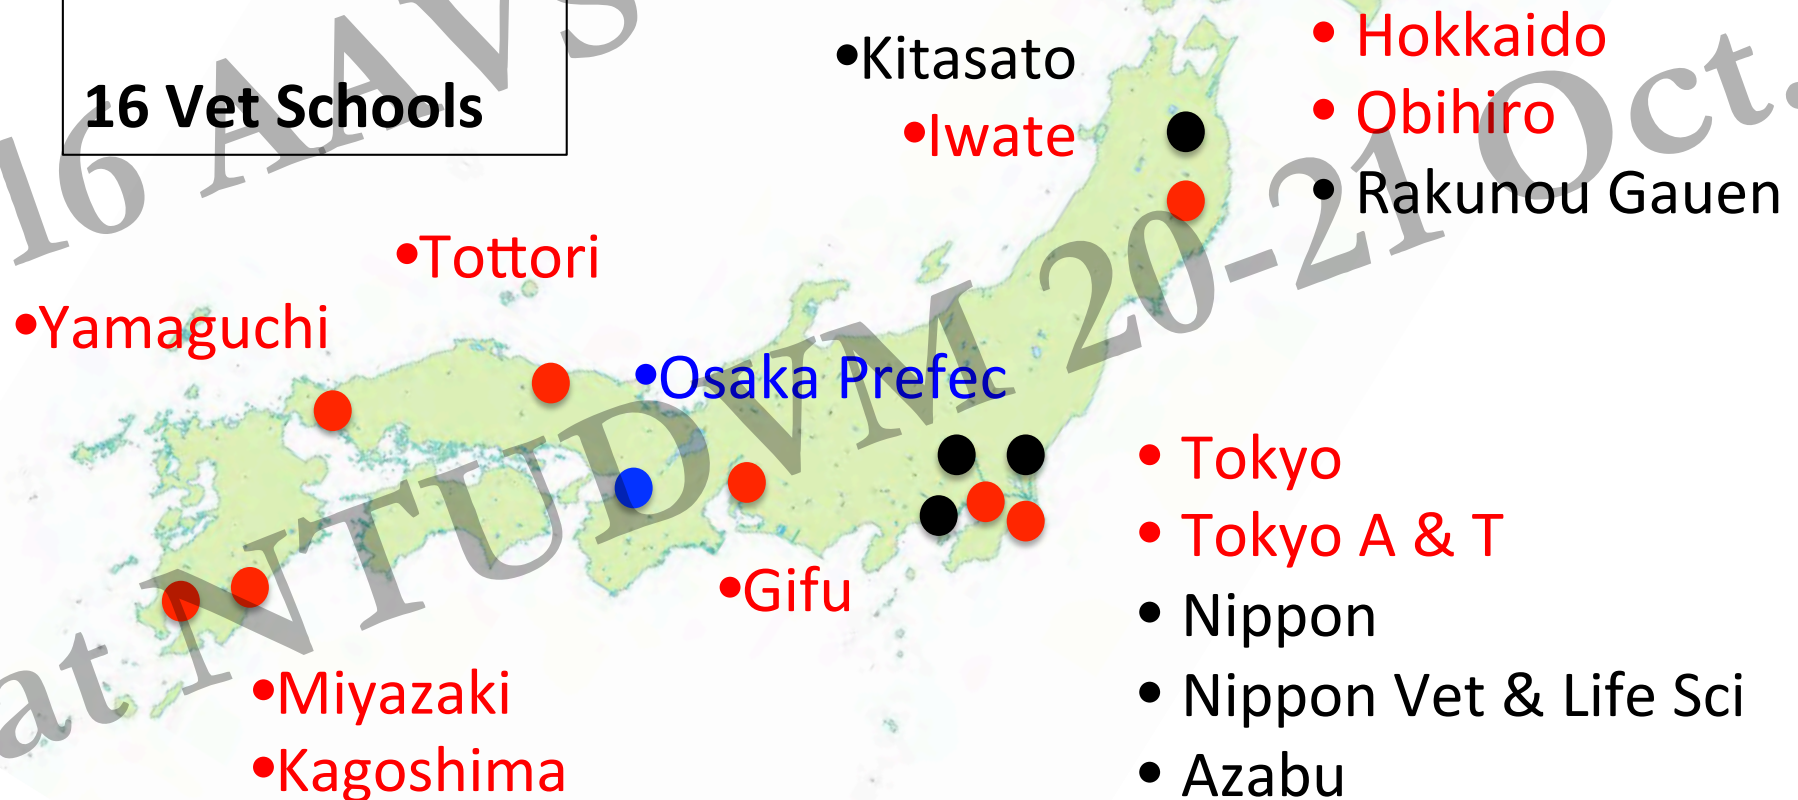 16 Vet Schools
•Kitasato
•Iwate
• Hokkaido
• Obihiro
• Rakunou Gauen
•Tottori
•Yamaguchi
•Osaka Prefec
•Gifu
• Tokyo
• Tokyo A & T
• Nippon
• Nippon Vet & Life Sci
• Azabu
•Miyazaki
•Kagoshima
16 AAVS
at NTUDVM 20-21 Oct.